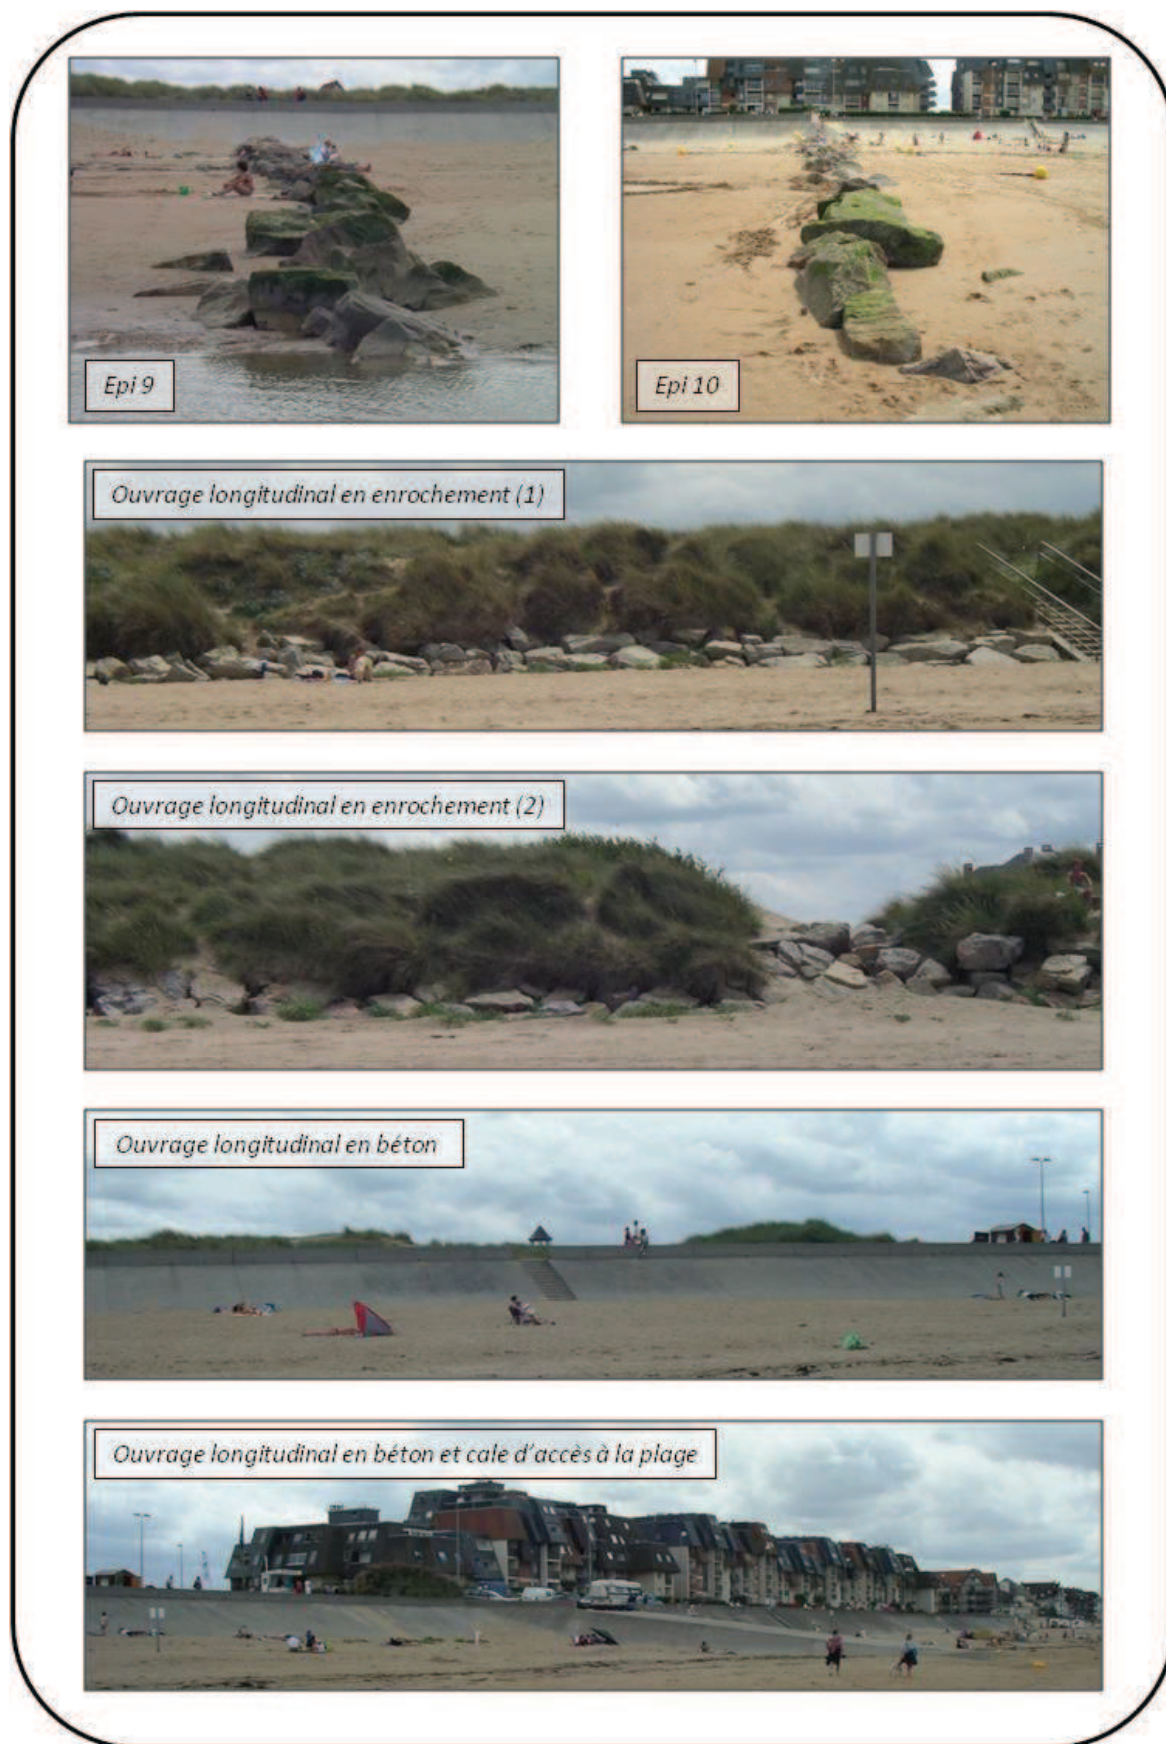 Epi 9
Epi 10
Ouvrage longitudinal en enrochement (1)
Ouvrage longitudinal en enrochement (2)
Ouvrage longitudinal en béton
Ouvrage longitudinal en béton et cale d'accès à la plage